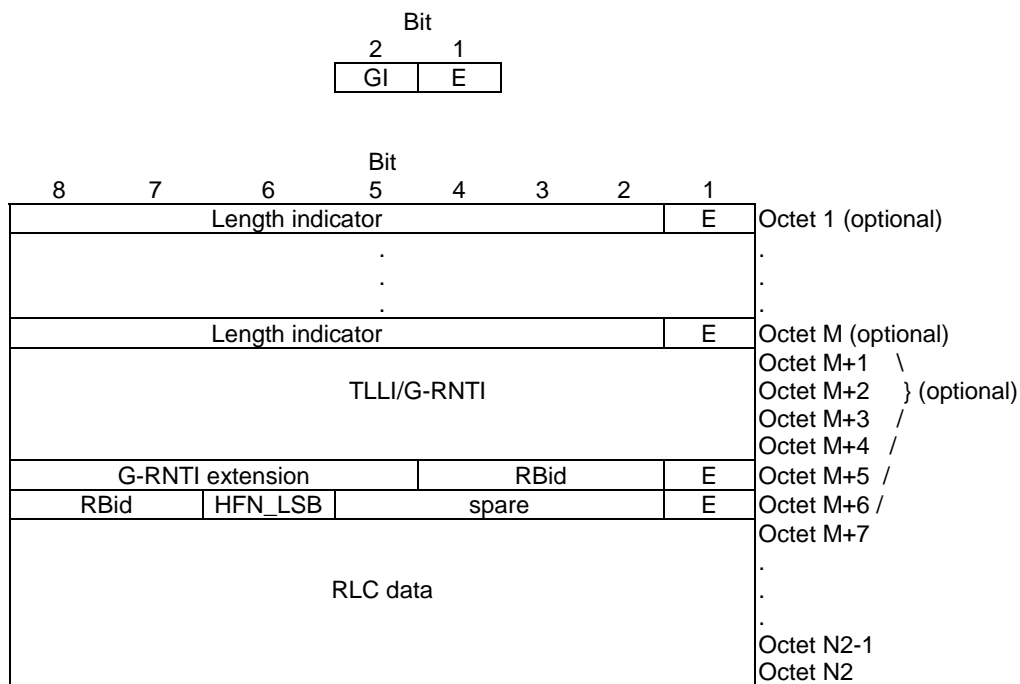 Bit
2 1
GI E
Bit
8 7 6 5 4 3 2 1
Length indicator E Octet 1 (optional)
. .
. .
. .
Length indicator E Octet M (optional)
Octet M+1 \
TLLI/G-RNTI Octet M+2 } (optional)
Octet M+3 /
Octet M+4 /
G-RNTI extension RBid E Octet M+5 /
RBid HFN_LSB spare E Octet M+6 /
Octet M+7
.
RLC data .
.
Octet N2-1
Octet N2